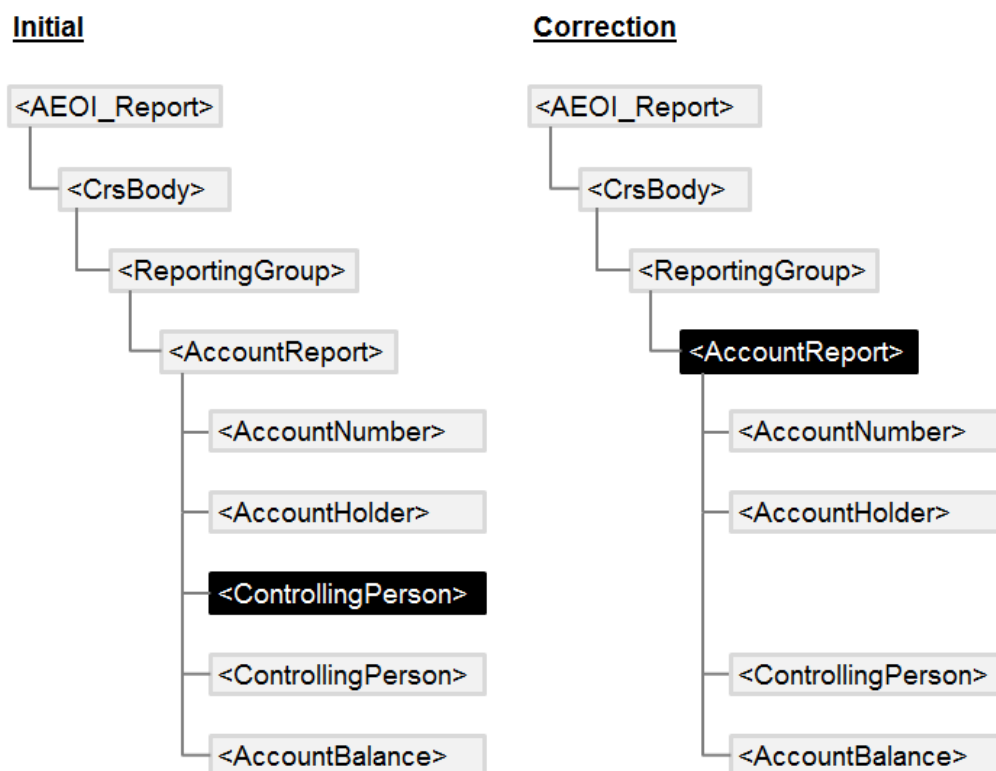 Initial
<AEOI_Report>
<CrsBody>
<ReportingGroup>
<AccountReport>
<AccountNumber>
<AccountHolder>
<ControllingPerson>
<ControllingPerson>
<AccountBalance>
Correction
<AEOI_Report>
<CrsBody>
<ReportingGroup>
<AccountReport>
<AccountNumber>
<AccountHolder>
<ControllingPerson>
<AccountBalance>